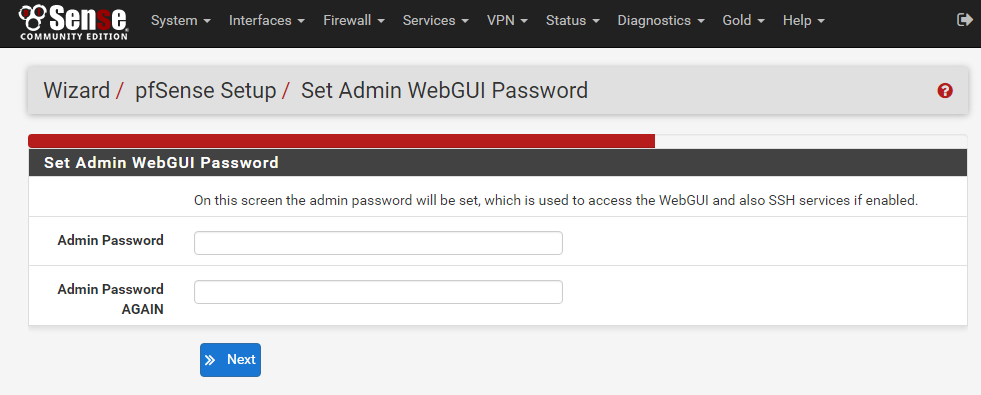 Sense
COMMUNITY EDITION
System Interfaces Firewall Services VPN Status Diagnostics Gold Help
Wizard / pfSense Setup / Set Admin WebGUI Password
Set Admin WebGUI Password
On this screen the admin password will be set, which is used to access the WebGUI and also SSH services if enabled.
Admin Password
Admin Password
AGAIN
Next